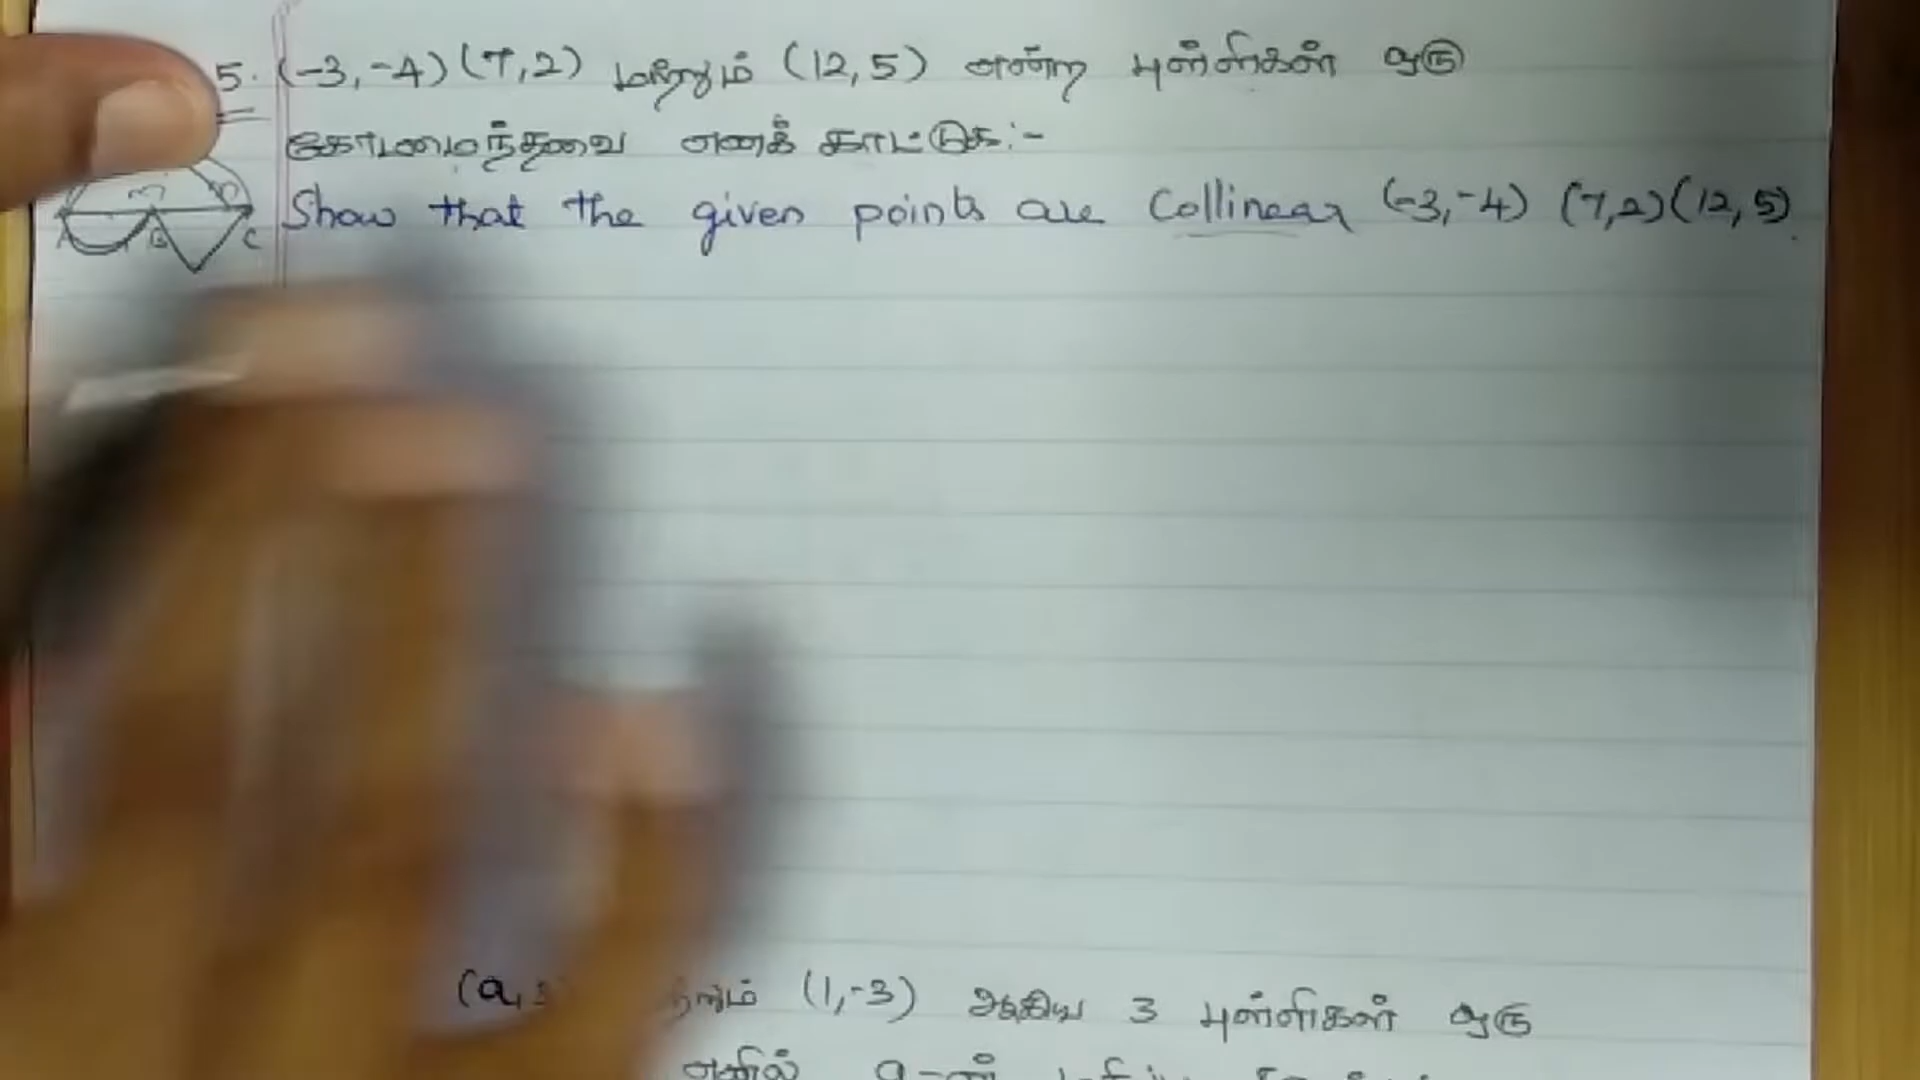 5. (-3,-4) (7,2) மற்றும் (12,5) என்ற புள்ளிகள் ஒரு
கோடமைந்தவை எனக் காட்டுக:-
Show that the given points are Collinear (-3,-4) (7,2) (12,5).
A B C
(a, (1,-3) ஆகிய 3 புள்ளிகள் ஒரு
எனில் a-ன்